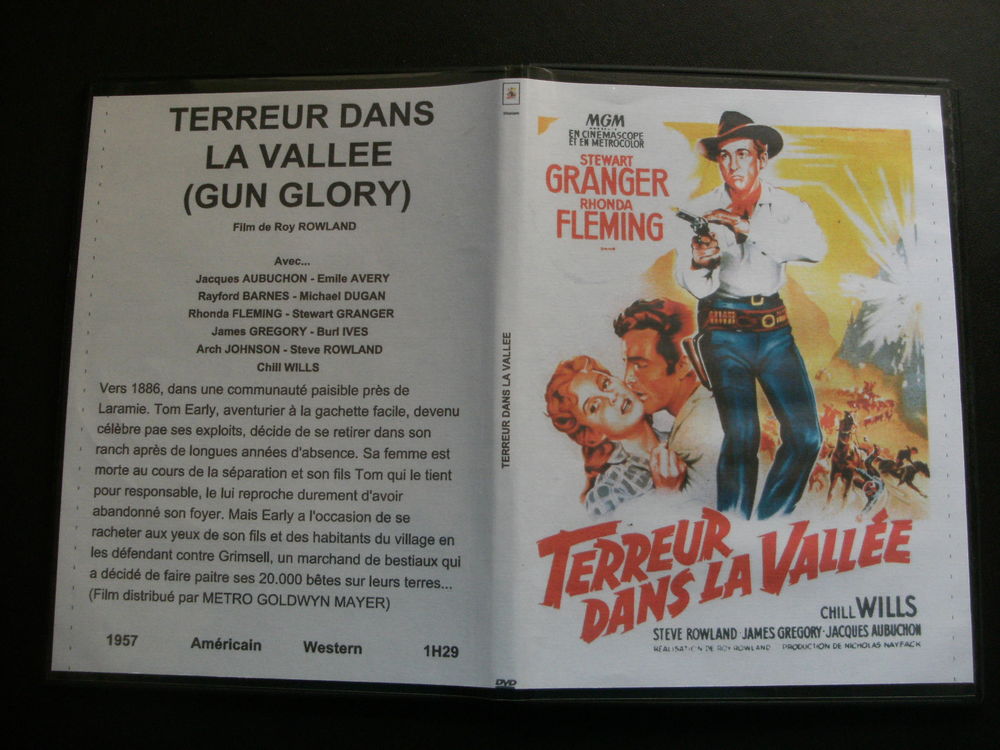 TERREUR DANS
LA VALLEE
(GUN GLORY)
Film de Roy ROWLAND
Avec...
Jacques AUBUCHON - Emile AVERY
Rayford BARNES - Michael DUGAN
Rhonda FLEMING - Stewart GRANGER
James GREGORY - Burl IVES
Arch JOHNSON - Steve ROWLAND
Chill WILLS
Vers 1886, dans une communauté paisible près de
Laramie. Tom Early, aventurier à la gachette facile, devenu
célèbre pae ses exploits, décide de se retirer dans son
ranch après de longues années d'absence. Sa femme est
morte au cours de la séparation et son fils Tom qui le tient
pour responsable, le lui reproche durement d'avoir
abandonné son foyer. Mais Early a l'occasion de se
racheter aux yeux de son fils et des habitants du village en
les défendant contre Grimsell, un marchand de bestiaux qui
a décidé de faire paitre ses 20.000 bêtes sur leurs terres...
(Film distribué par METRO GOLDWYN MAYER)
1957 Américain Western 1H29
TERREUR DANS LA VALLEE
DVD
MGM
EN CINEMASCOPE
ET EN METROCOLOR
STEWART
GRANGER
RHONDA
FLEMING
TERREUR
DANS LA VALLÉE
CHILL WILLS
STEVE ROWLAND · JAMES GREGORY · JACQUES AUBUCHON
RÉALISATION DE ROY ROWLAND PRODUCTION DE NICHOLAS NAYFACK